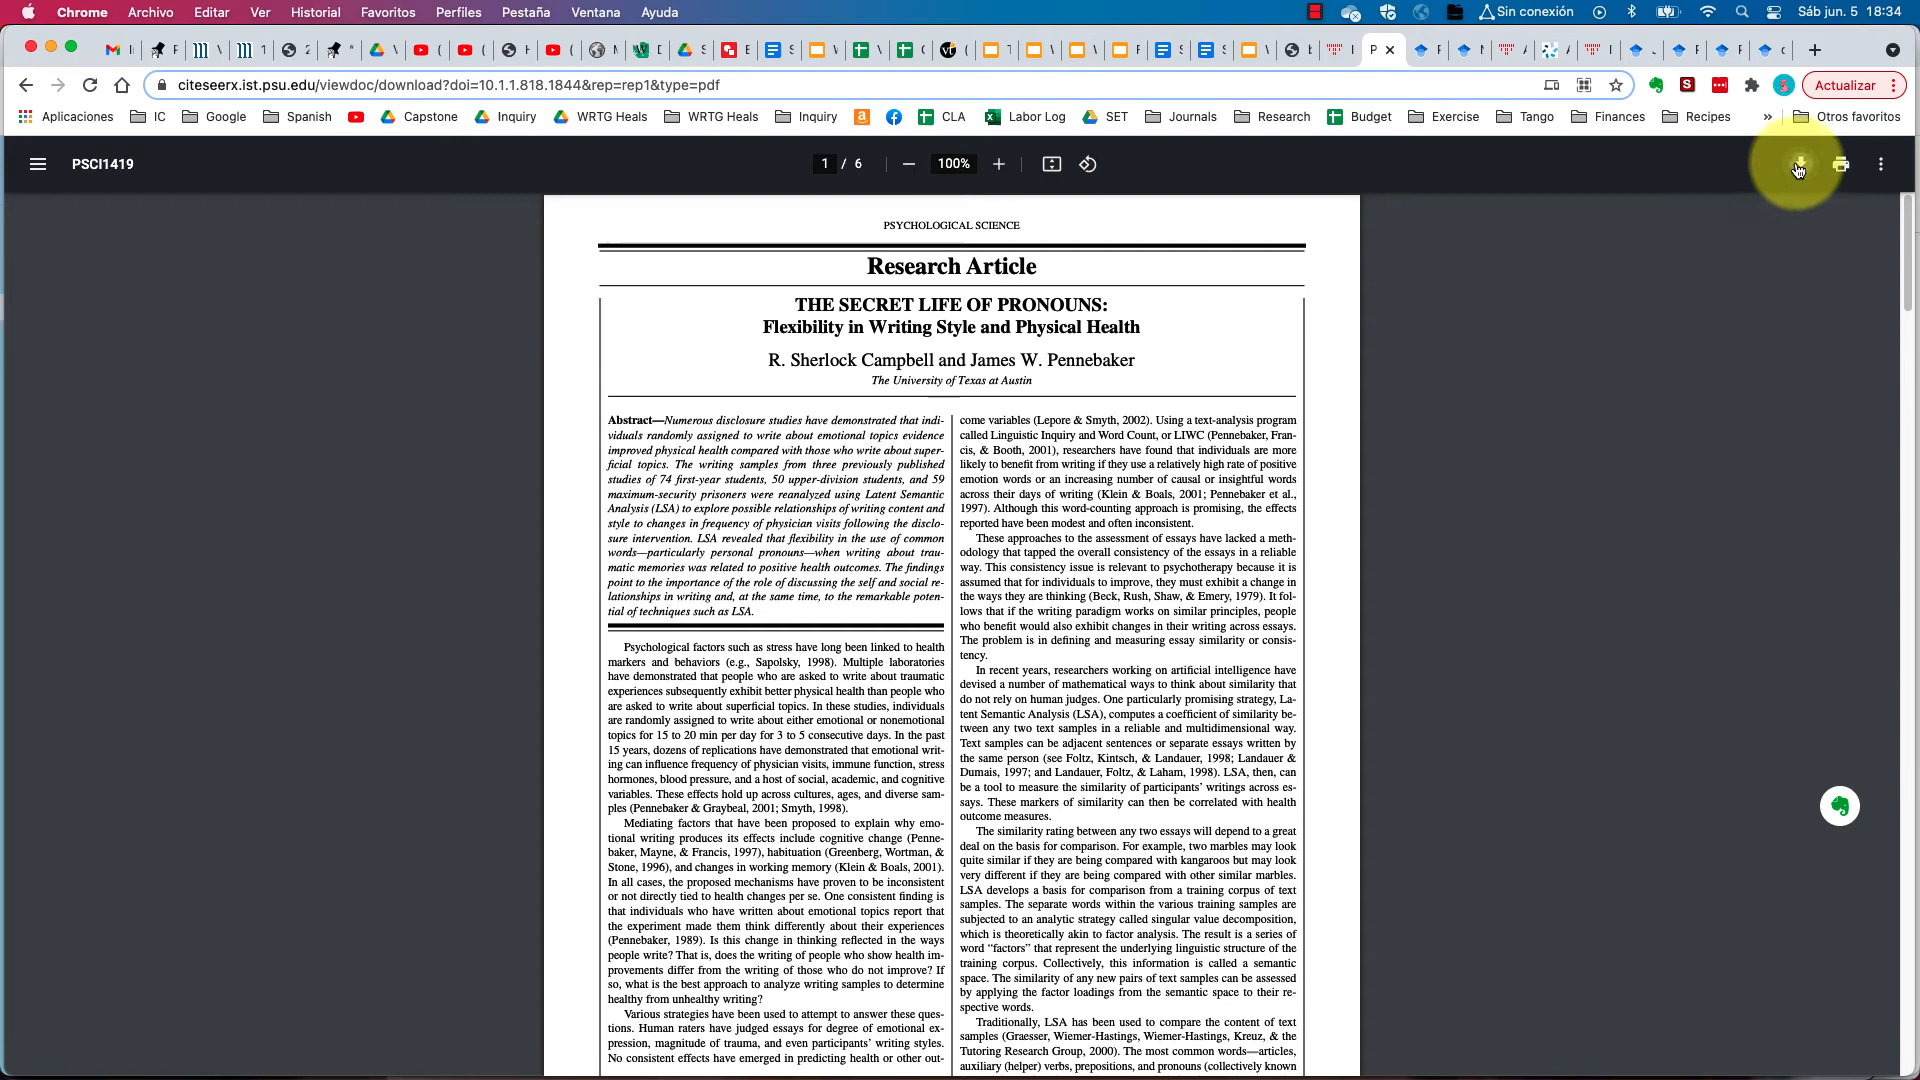 Chrome Archivo Editar Ver Historial Favoritos Perfiles Pestaña Ventana Ayuda Sin conexión Sáb jun. 5 18:34
citeseerx.ist.psu.edu/viewdoc/download?doi=10.1.1.818.1844&rep=rep1&type=pdf Actualizar
Aplicaciones IC Google Spanish Capstone Inquiry WRTG Heals WRTG Heals Inquiry CLA Labor Log SET Journals Research Budget Exercise Tango Finances Recipes » Otros favoritos
PSCI1419 1 / 6 100%
PSYCHOLOGICAL SCIENCE
Research Article
THE SECRET LIFE OF PRONOUNS:
Flexibility in Writing Style and Physical Health
R. Sherlock Campbell and James W. Pennebaker
The University of Texas at Austin
Abstract—Numerous disclosure studies have demonstrated that indi-
viduals randomly assigned to write about emotional topics evidence
improved physical health compared with those who write about super-
ficial topics. The writing samples from three previously published
studies of 74 first-year students, 50 upper-division students, and 59
maximum-security prisoners were reanalyzed using Latent Semantic
Analysis (LSA) to explore possible relationships of writing content and
style to changes in frequency of physician visits following the disclo-
sure intervention. LSA revealed that flexibility in the use of common
words—particularly personal pronouns—when writing about trau-
matic memories was related to positive health outcomes. The findings
point to the importance of the role of discussing the self and social re-
lationships in writing and, at the same time, to the remarkable poten-
tial of techniques such as LSA.
Psychological factors such as stress have long been linked to health
markers and behaviors (e.g., Sapolsky, 1998). Multiple laboratories
have demonstrated that people who are asked to write about traumatic
experiences subsequently exhibit better physical health than people who
are asked to write about superficial topics. In these studies, individuals
are randomly assigned to write about either emotional or nonemotional
topics for 15 to 20 min per day for 3 to 5 consecutive days. In the past
15 years, dozens of replications have demonstrated that emotional writ-
ing can influence frequency of physician visits, immune function, stress
hormones, blood pressure, and a host of social, academic, and cognitive
variables. These effects hold up across cultures, ages, and diverse sam-
ples (Pennebaker & Graybeal, 2001; Smyth, 1998).
Mediating factors that have been proposed to explain why emo-
tional writing produces its effects include cognitive change (Penne-
baker, Mayne, & Francis, 1997), habituation (Greenberg, Wortman, &
Stone, 1996), and changes in working memory (Klein & Boals, 2001).
In all cases, the proposed mechanisms have proven to be inconsistent
or not directly tied to health changes per se. One consistent finding is
that individuals who have written about emotional topics report that
the experiment made them think differently about their experiences
(Pennebaker, 1989). Is this change in thinking reflected in the ways
people write? That is, does the writing of people who show health im-
provements differ from the writing of those who do not improve? If
so, what is the best approach to analyze writing samples to determine
healthy from unhealthy writing?
Various strategies have been used to attempt to answer these ques-
tions. Human raters have judged essays for degree of emotional ex-
pression, magnitude of trauma, and even participants' writing styles.
No consistent effects have emerged in predicting health or other out-
come variables (Lepore & Smyth, 2002). Using a text-analysis program
called Linguistic Inquiry and Word Count, or LIWC (Pennebaker, Fran-
cis, & Booth, 2001), researchers have found that individuals are more
likely to benefit from writing if they use a relatively high rate of positive
emotion words or an increasing number of causal or insightful words
across their days of writing (Klein & Boals, 2001; Pennebaker et al.,
1997). Although this word-counting approach is promising, the effects
reported have been modest and often inconsistent.
These approaches to the assessment of essays have lacked a meth-
odology that tapped the overall consistency of the essays in a reliable
way. This consistency issue is relevant to psychotherapy because it is
assumed that for individuals to improve, they must exhibit a change in
the ways they are thinking (Beck, Rush, Shaw, & Emery, 1979). It fol-
lows that if the writing paradigm works on similar principles, people
who benefit would also exhibit changes in their writing across essays.
The problem is in defining and measuring essay similarity or consis-
tency.
In recent years, researchers working on artificial intelligence have
devised a number of mathematical ways to think about similarity that
do not rely on human judges. One particularly promising strategy, La-
tent Semantic Analysis (LSA), computes a coefficient of similarity be-
tween any two text samples in a reliable and multidimensional way.
Text samples can be adjacent sentences or separate essays written by
the same person (see Foltz, Kintsch, & Landauer, 1998; Landauer &
Dumais, 1997; and Landauer, Foltz, & Laham, 1998). LSA, then, can
be a tool to measure the similarity of participants' writings across es-
says. These markers of similarity can then be correlated with health
outcome measures.
The similarity rating between any two essays will depend to a great
deal on the basis for comparison. For example, two marbles may look
quite similar if they are being compared with kangaroos but may look
very different if they are being compared with other similar marbles.
LSA develops a basis for comparison from a training corpus of text
samples. The separate words within the various training samples are
subjected to an analytic strategy called singular value decomposition,
which is theoretically akin to factor analysis. The result is a series of
word “factors” that represent the underlying linguistic structure of the
training corpus. Collectively, this information is called a semantic
space. The similarity of any new pairs of text samples can be assessed
by applying the factor loadings from the semantic space to their re-
spective words.
Traditionally, LSA has been used to compare the content of text
samples (Graesser, Wiemer-Hastings, Wiemer-Hastings, Kreuz, & the
Tutoring Research Group, 2000). The most common words—articles,
auxiliary (helper) verbs, prepositions, and pronouns (collectively known